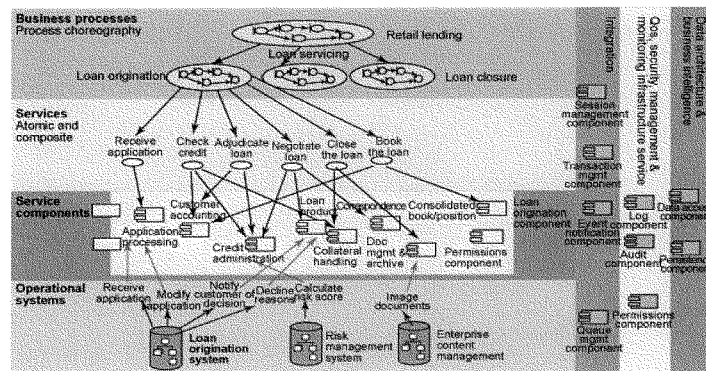 Business processes
Process choreography
Retail lending
Loan servicing
Loan origination
Loan closure
Services
Atomic and
composite
Receive
application
Check
credit
Adjudicate
loan
Negotiate
loan
Close
the loan
Book
the loan
Service
components
Customer
accounting
Application
processing
Credit
administration
Loan
product
Collateral
handling
Correspondence
Doc
mgmt &
archive
Consolidated
book/position
Permissions
component
Loan
origination
component
Operational
systems
Receive
application
Modify
application
Notify
customer of
decision
Decline
reasons
Calculate
risk score
Image
documents
Loan
origination
system
Risk
management
system
Enterprise
content
management
Integration
Session
management
component
Transaction
mgmt component
Event
notification
component
Queue
mgmt
component
Qos, security, management &
monitoring infrastructure service
Log
component
Audit
component
Permissions
component
Data architecture &
business intelligence
Data access
component
Persistence
component